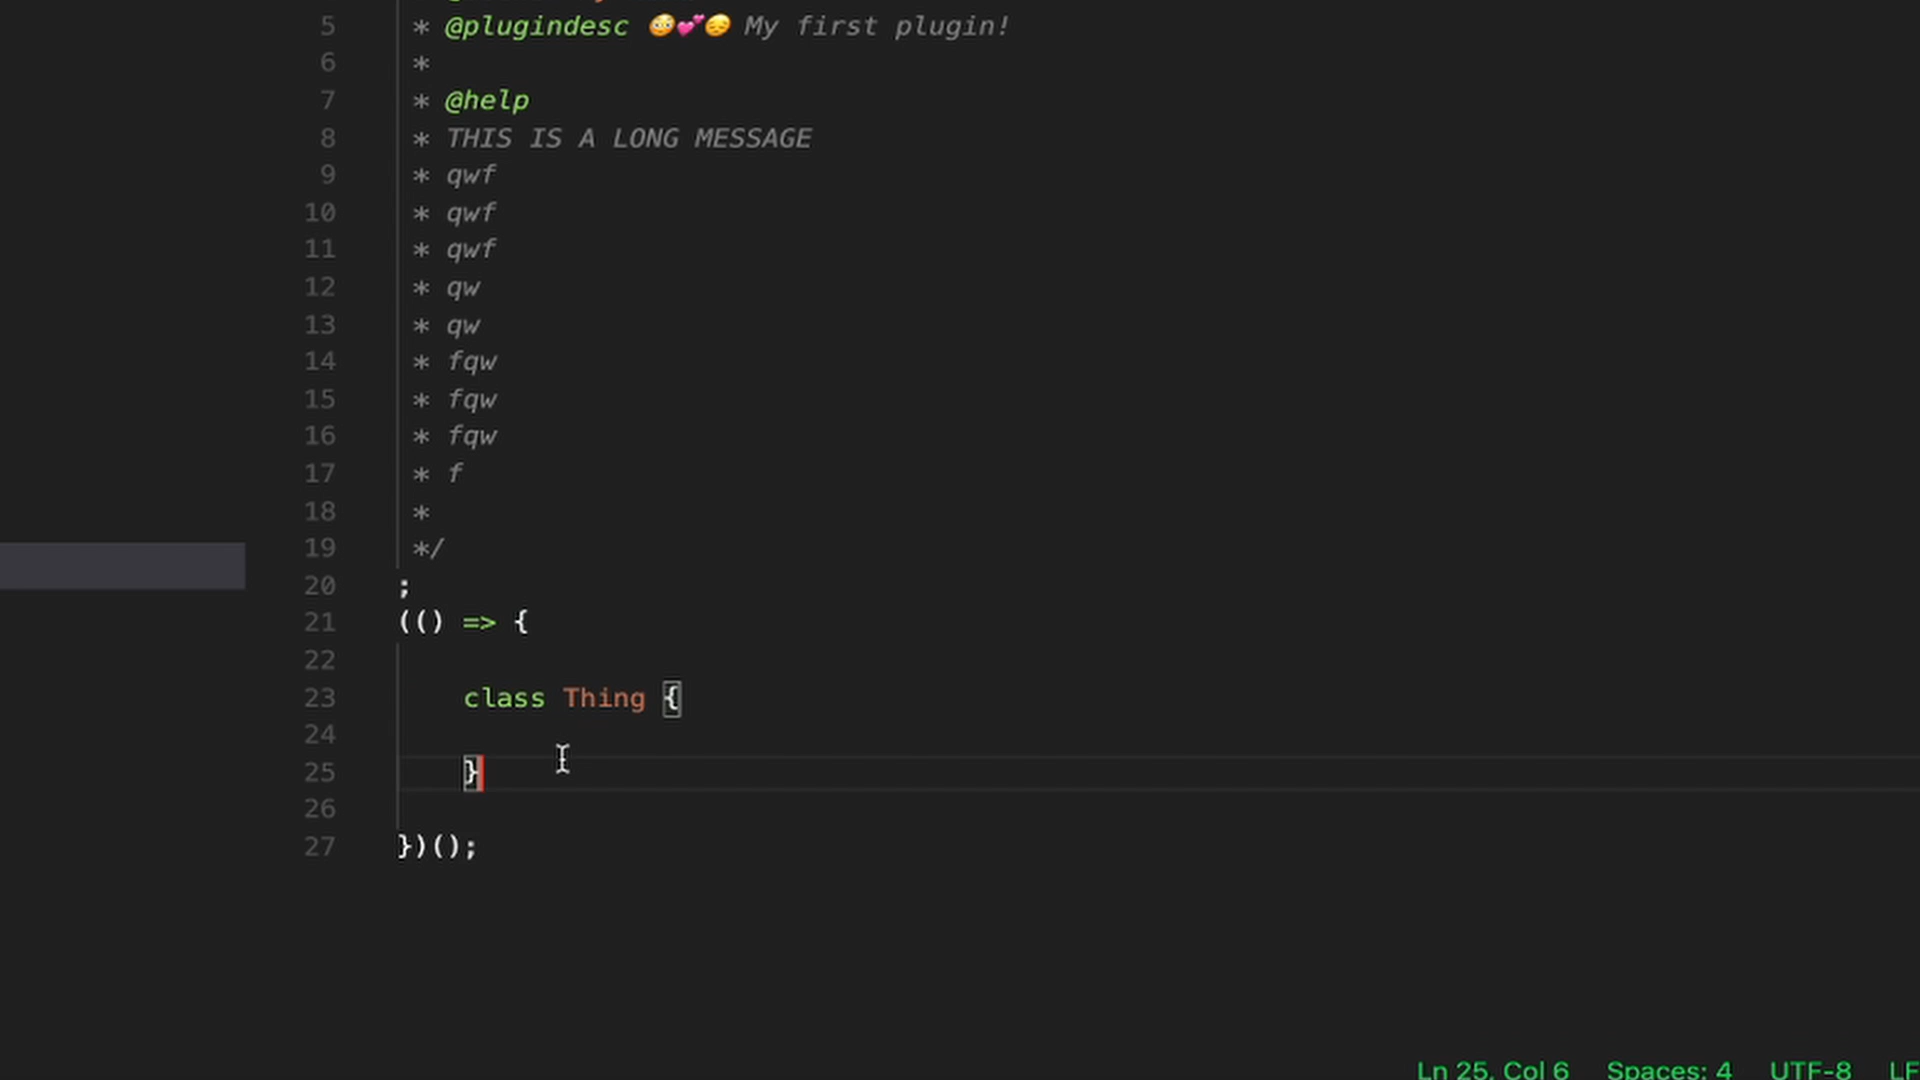 5 * @plugindesc 😳💕😔 My first plugin!
6 *
7 * @help
8 * THIS IS A LONG MESSAGE
9 * qwf
10 * qwf
11 * qwf
12 * qw
13 * qw
14 * fqw
15 * fqw
16 * fqw
17 * f
18 *
19 */
20 ;
21 (() => {
22
23 class Thing {
24
25 }
26
27 })();
Ln 25, Col 6 Spaces: 4 UTF-8 LF